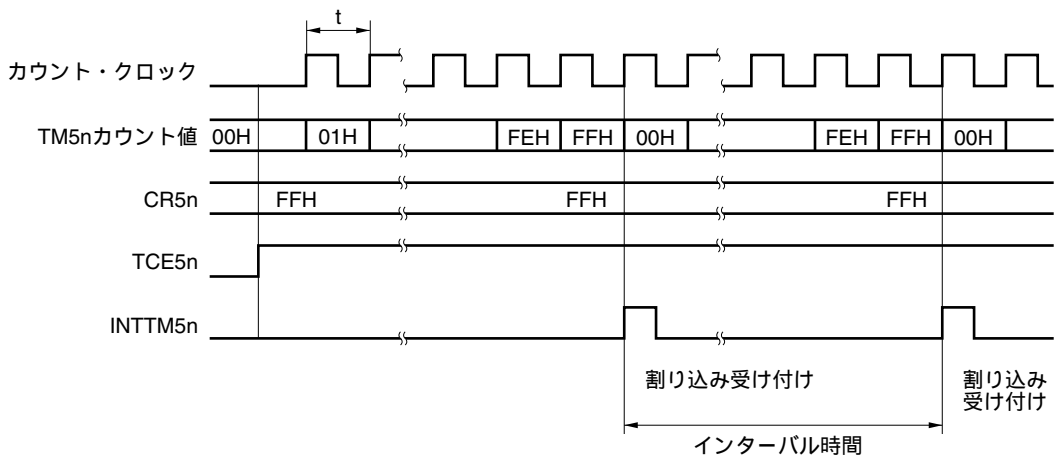 t
カウント・クロック
TM5nカウント値 00H 01H FEH FFH 00H FEH FFH 00H
CR5n FFH FFH FFH
TCE5n
INTTM5n
割り込み受け付け 割り込み
受け付け
インターバル時間